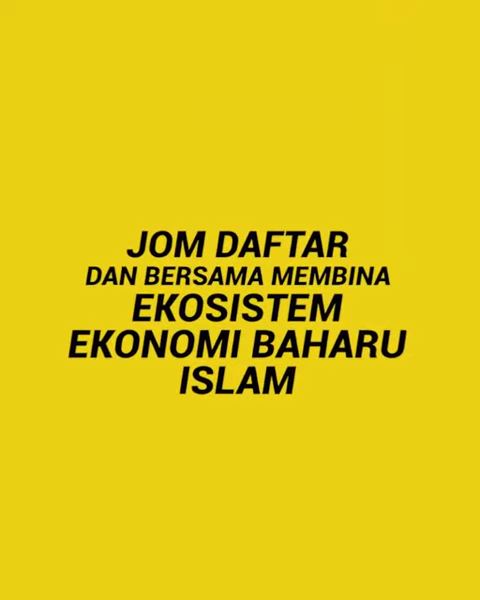 JOM DAFTAR
DAN BERSAMA MEMBINA
EKOSISTEM
EKONOMI BAHARU
ISLAM